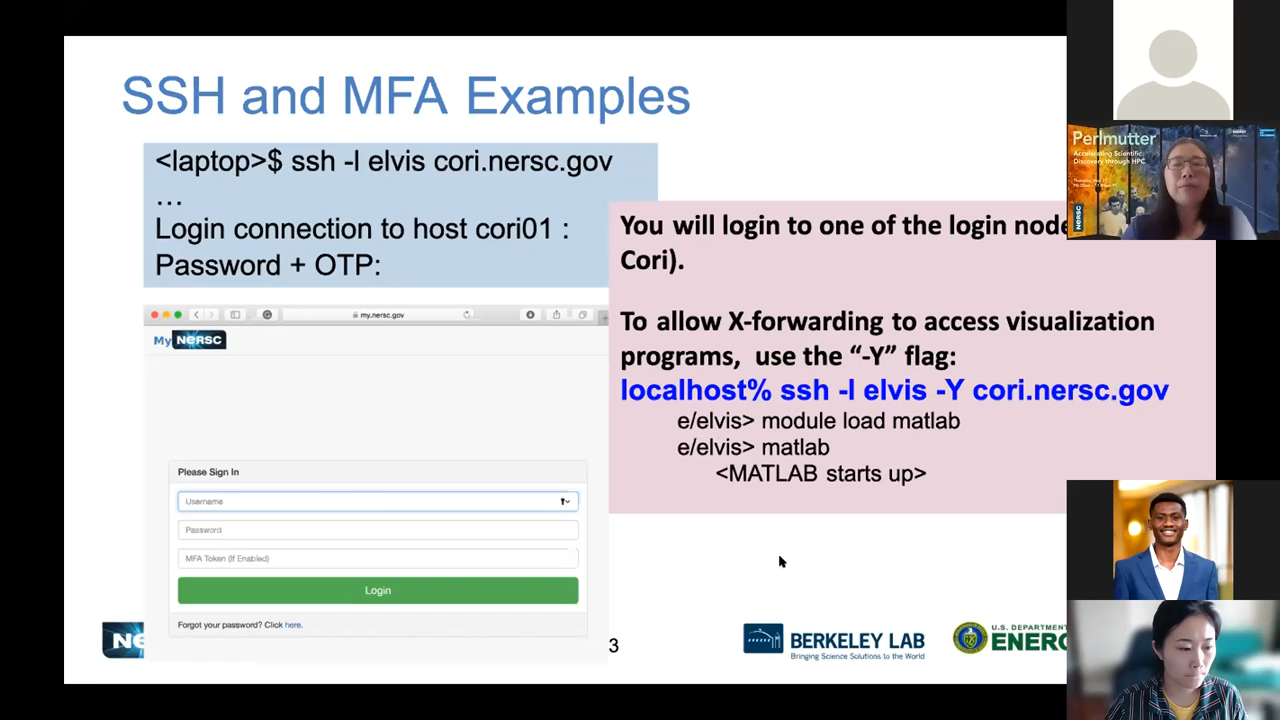 SSH and MFA Examples
<laptop>$ ssh -l elvis cori.nersc.gov
…
Login connection to host cori01 :
Password + OTP:
You will login to one of the login node
Cori).
To allow X-forwarding to access visualization
programs, use the “-Y” flag:
localhost% ssh -l elvis -Y cori.nersc.gov
e/elvis> module load matlab
e/elvis> matlab
<MATLAB starts up>
my.nersc.gov
My NERSC
Please Sign In
Username
Password
MFA Token (If Enabled)
Login
Forgot your password? Click here.
3
BERKELEY LAB
Bringing Science Solutions to the World
U.S. DEPARTMENT
Perlmutter
Accelerating Scientific
Discovery through HPC
NERSC